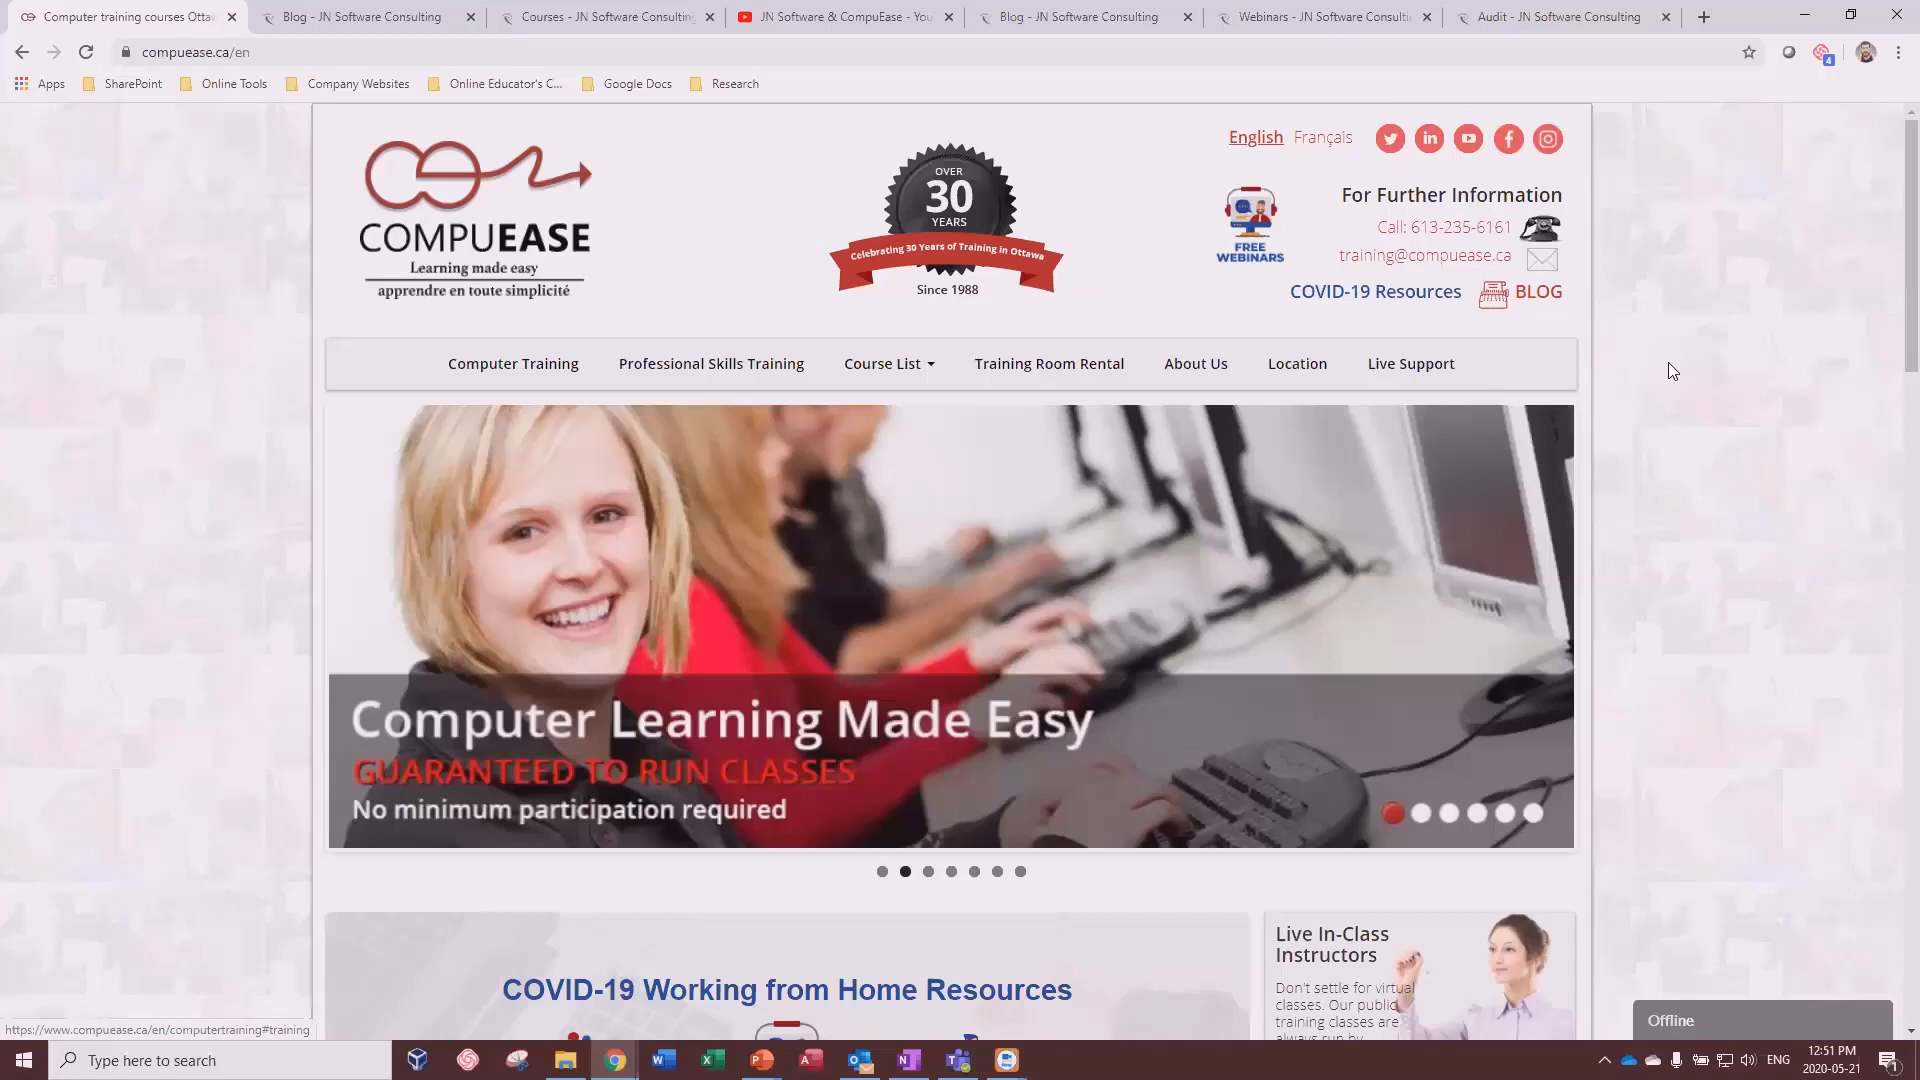 Computer training courses Ottaw
Blog - JN Software Consulting
Courses - JN Software Consulting
JN Software & CompuEase - You
Blog - JN Software Consulting
Webinars - JN Software Consulti
Audit - JN Software Consulting
compuease.ca/en
4
Apps
SharePoint
Online Tools
Company Websites
Online Educator's C...
Google Docs
Research
COMPUEASE
Learning made easy
apprendre en toute simplicité
OVER
30
YEARS
Celebrating 30 Years of Training in Ottawa
Since 1988
English Français
FREE
WEBINARS
For Further Information
Call: 613-235-6161
training@compuease.ca
COVID-19 Resources
BLOG
Computer Training
Professional Skills Training
Course List
Training Room Rental
About Us
Location
Live Support
Computer Learning Made Easy
GUARANTEED TO RUN CLASSES
No minimum participation required
COVID-19 Working from Home Resources
Live In-Class
Instructors
Don't settle for virtual
classes. Our public
training classes are
always run by
Offline
https://www.compuease.ca/en/computertraining#training
Type here to search
ENG
12:51 PM
2020-05-21
1